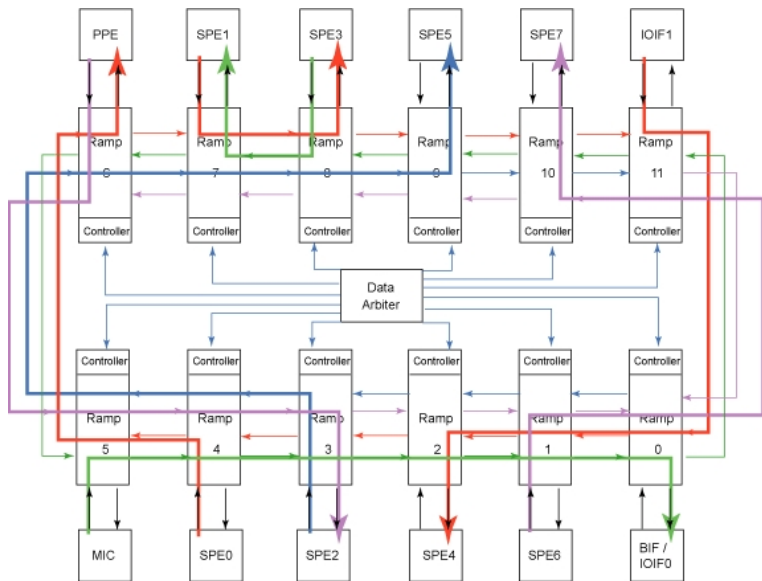 PPE SPE1 SPE3 SPE5 SPE7 IOIF1
Ramp Ramp Ramp Ramp Ramp Ramp
6 7 8 9 10 11
Controller Controller Controller Controller Controller Controller
Data
Arbiter
Controller Controller Controller Controller Controller Controller
Ramp Ramp Ramp Ramp Ramp Ramp
5 4 3 2 1 0
MIC SPE0 SPE2 SPE4 SPE6 BIF /
IOIF0